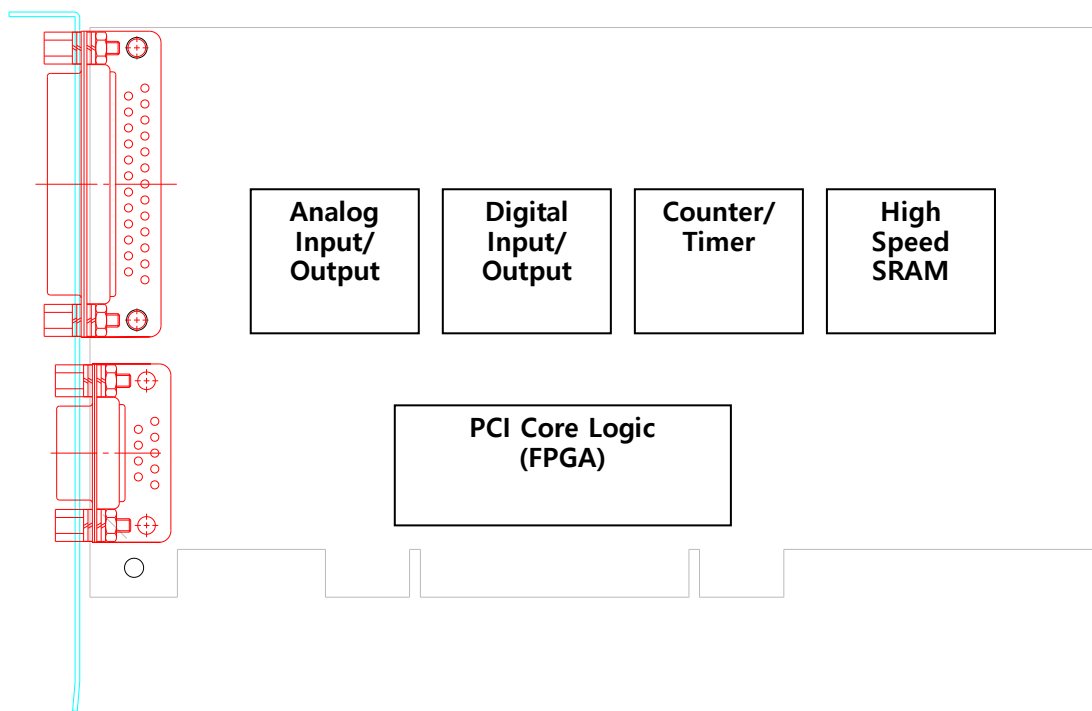 Analog
Input/
Output
Digital
Input/
Output
Counter/
Timer
High
Speed
SRAM
PCI Core Logic
(FPGA)